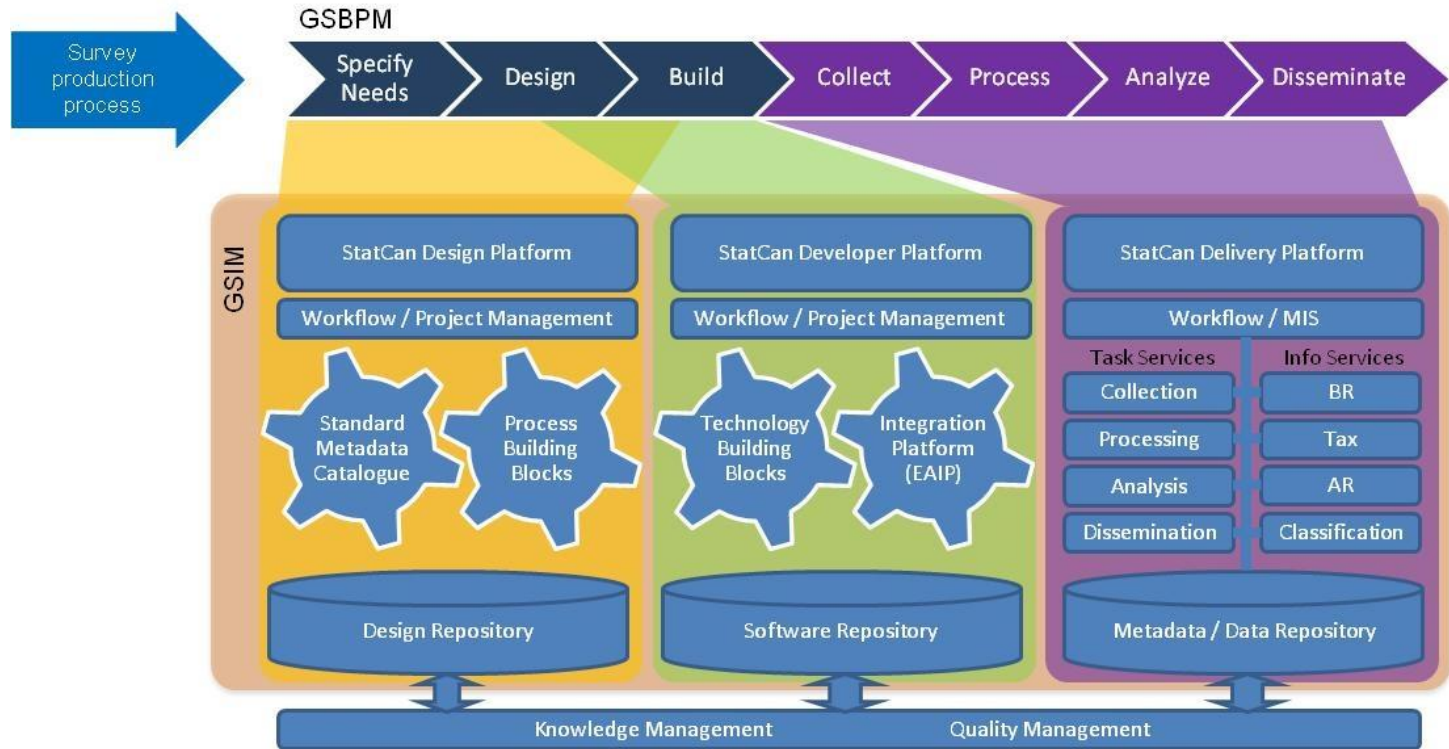 GSBPM
Survey
production
process
Specify
Needs
Design
Build
Collect
Process
Analyze
Disseminate
GSIM
StatCan Design Platform
Workflow / Project Management
Standard
Metadata
Catalogue
Process
Building
Blocks
Design Repository
StatCan Developer Platform
Workflow / Project Management
Technology
Building
Blocks
Integration
Platform
(EAIP)
Software Repository
StatCan Delivery Platform
Workflow / MIS
Task Services
Info Services
Collection
BR
Processing
Tax
Analysis
AR
Dissemination
Classification
Metadata / Data Repository
Knowledge Management
Quality Management